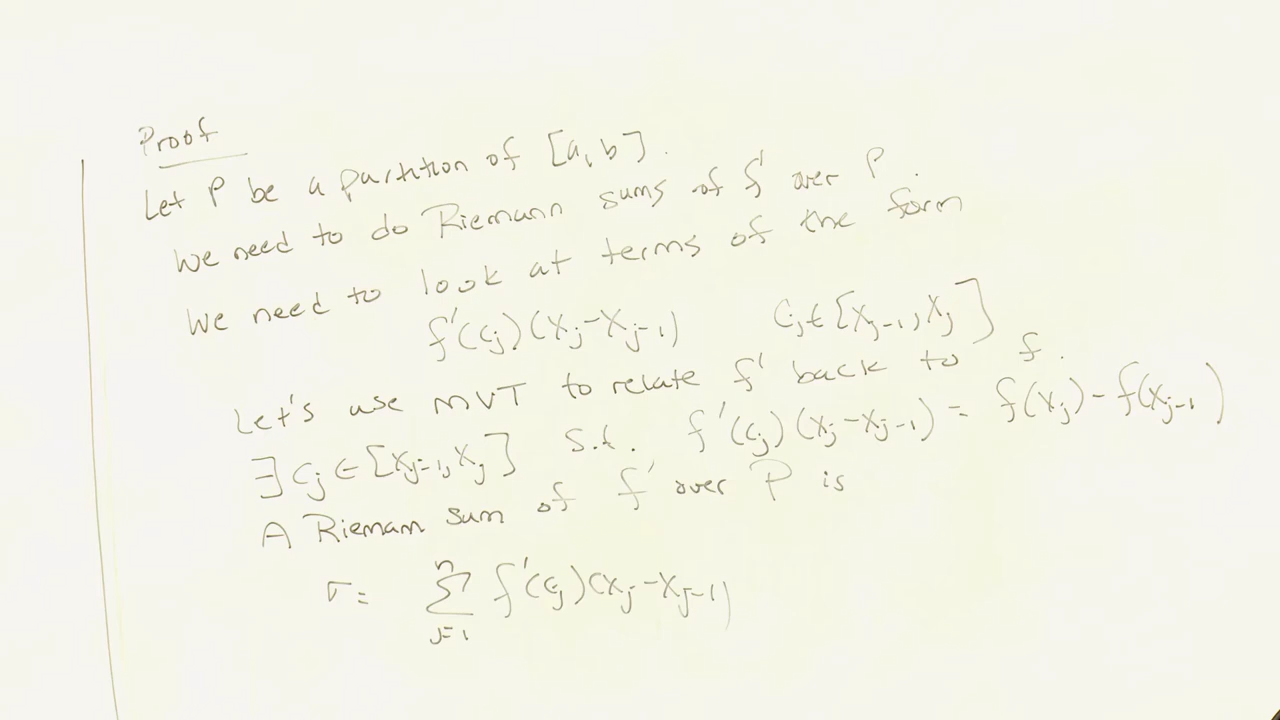 Proof
Let P be a partition of [a, b].
We need to do Riemann sums of f' over P.
We need to look at terms of the form
f'(cj)(xj-xj-1) cj ∈ [xj-1, xj]
Let's use MVT to relate f' back to f.
∃ cj ∈ [xj-1, xj] s.t. f'(cj)(xj-xj-1) = f(xj) - f(xj-1)
A Riemann sum of f' over P is
σ = ∑ j=1 n f'(cj)(xj-xj-1)